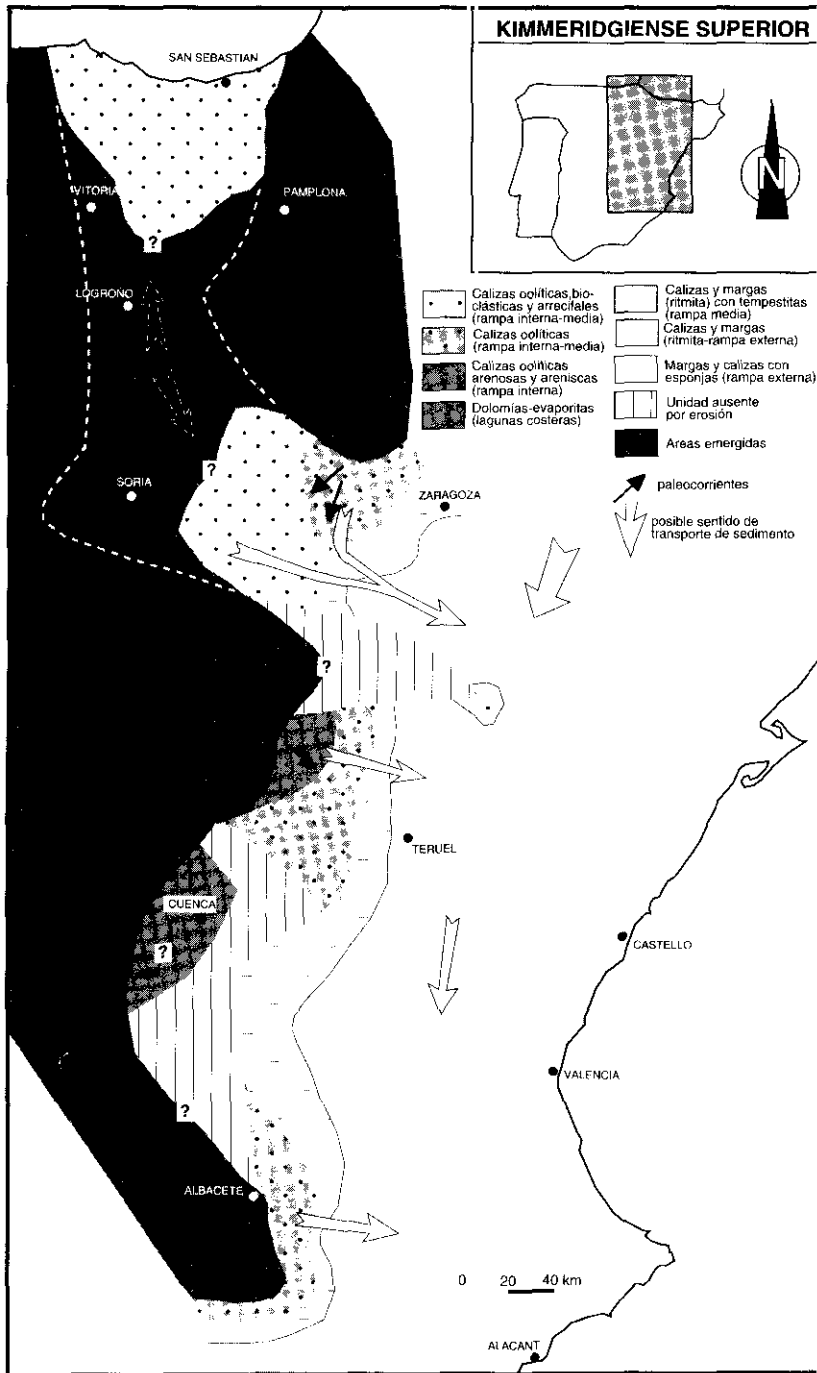 KIMMERIDGIENSE SUPERIOR
N
SAN SEBASTIAN
VITORIA
PAMPLONA
?
LOGROÑO
?
SORIA
ZARAGOZA
Calizas oolíticas, bio-
clásticas y arrecifales
(rampa interna-media)
Calizas oolíticas
(rampa interna-media)
Calizas oolíticas
arenosas y areniscas
(rampa interna)
Dolomías-evaporitas
(lagunas costeras)
Calizas y margas
(ritmita) con tempestitas
(rampa media)
Calizas y margas
(ritmita-rampa externa)
Margas y calizas con
esponjas (rampa externa)
Unidad ausente
por erosión
Areas emergidas
paleocorrientes
posible sentido de
transporte de sedimento
?
TERUEL
CUENCA
?
CASTELLO
VALENCIA
?
ALBACETE
0 20 40 km
ALACANT